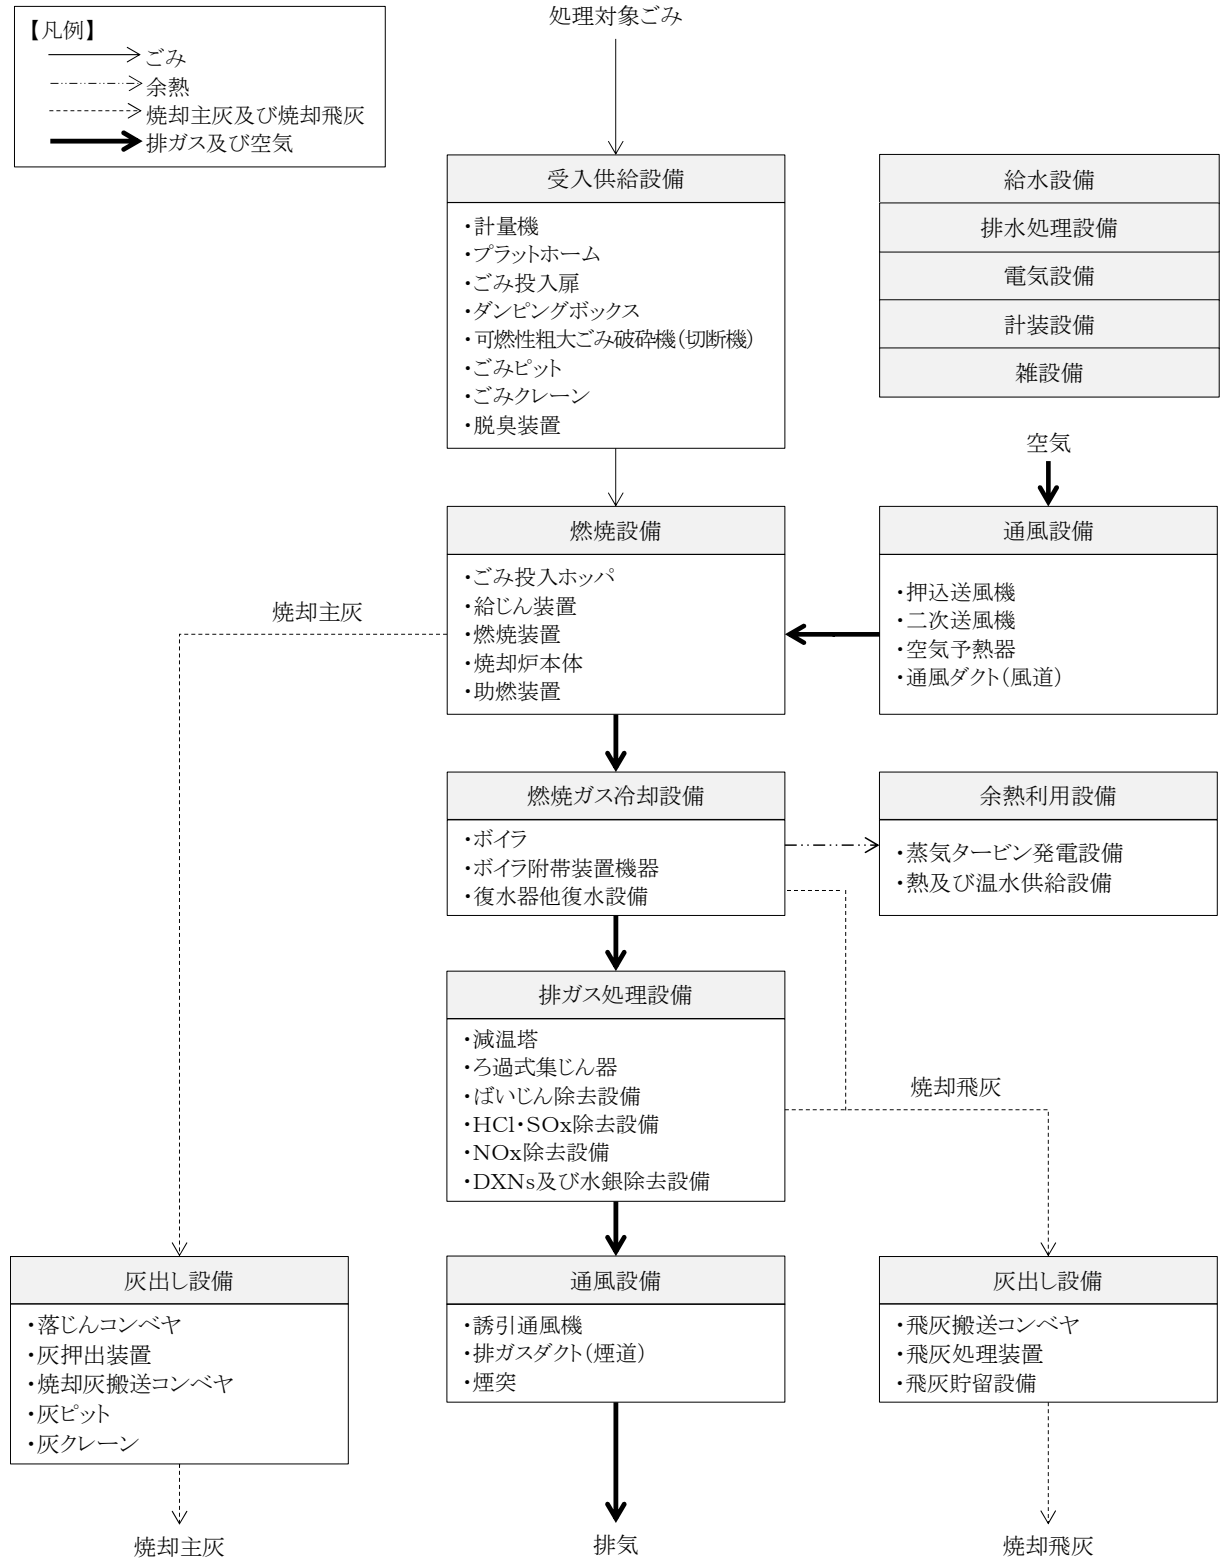 処理対象ごみ
【凡例】
ごみ
余熱
焼却主灰及び焼却飛灰
排ガス及び空気
受入供給設備
・計量機
・プラットホーム
・ごみ投入扉
・ダンピングボックス
・可燃性粗大ごみ破砕機(切断機)
・ごみピット
・ごみクレーン
・脱臭装置
給水設備
排水処理設備
電気設備
計装設備
雑設備
空気
燃焼設備
・ごみ投入ホッパ
・給じん装置
・燃焼装置
・焼却炉本体
・助燃装置
通風設備
・押込送風機
・二次送風機
・空気予熱器
・通風ダクト(風道)
焼却主灰
燃焼ガス冷却設備
・ボイラ
・ボイラ附帯装置機器
・復水器他復水設備
余熱利用設備
・蒸気タービン発電設備
・熱及び温水供給設備
排ガス処理設備
・減温塔
・ろ過式集じん器
・ばいじん除去設備
・HCl・SOx除去設備
・NOx除去設備
・DXNs及び水銀除去設備
焼却飛灰
灰出し設備
・落じんコンベヤ
・灰押出装置
・焼却灰搬送コンベヤ
・灰ピット
・灰クレーン
通風設備
・誘引通風機
・排ガスダクト(煙道)
・煙突
灰出し設備
・飛灰搬送コンベヤ
・飛灰処理装置
・飛灰貯留設備
焼却主灰
排気
焼却飛灰